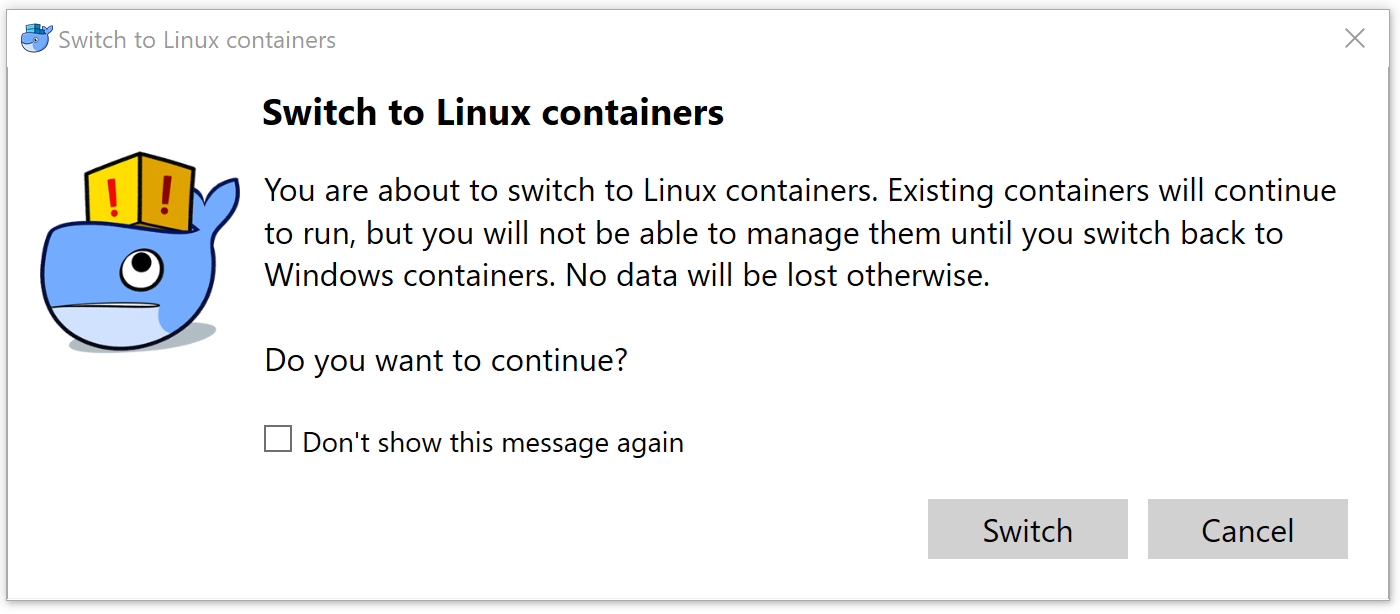 Switch to Linux containers
Switch to Linux containers
You are about to switch to Linux containers. Existing containers will continue
to run, but you will not be able to manage them until you switch back to
Windows containers. No data will be lost otherwise.
Do you want to continue?
Don't show this message again
Switch
Cancel